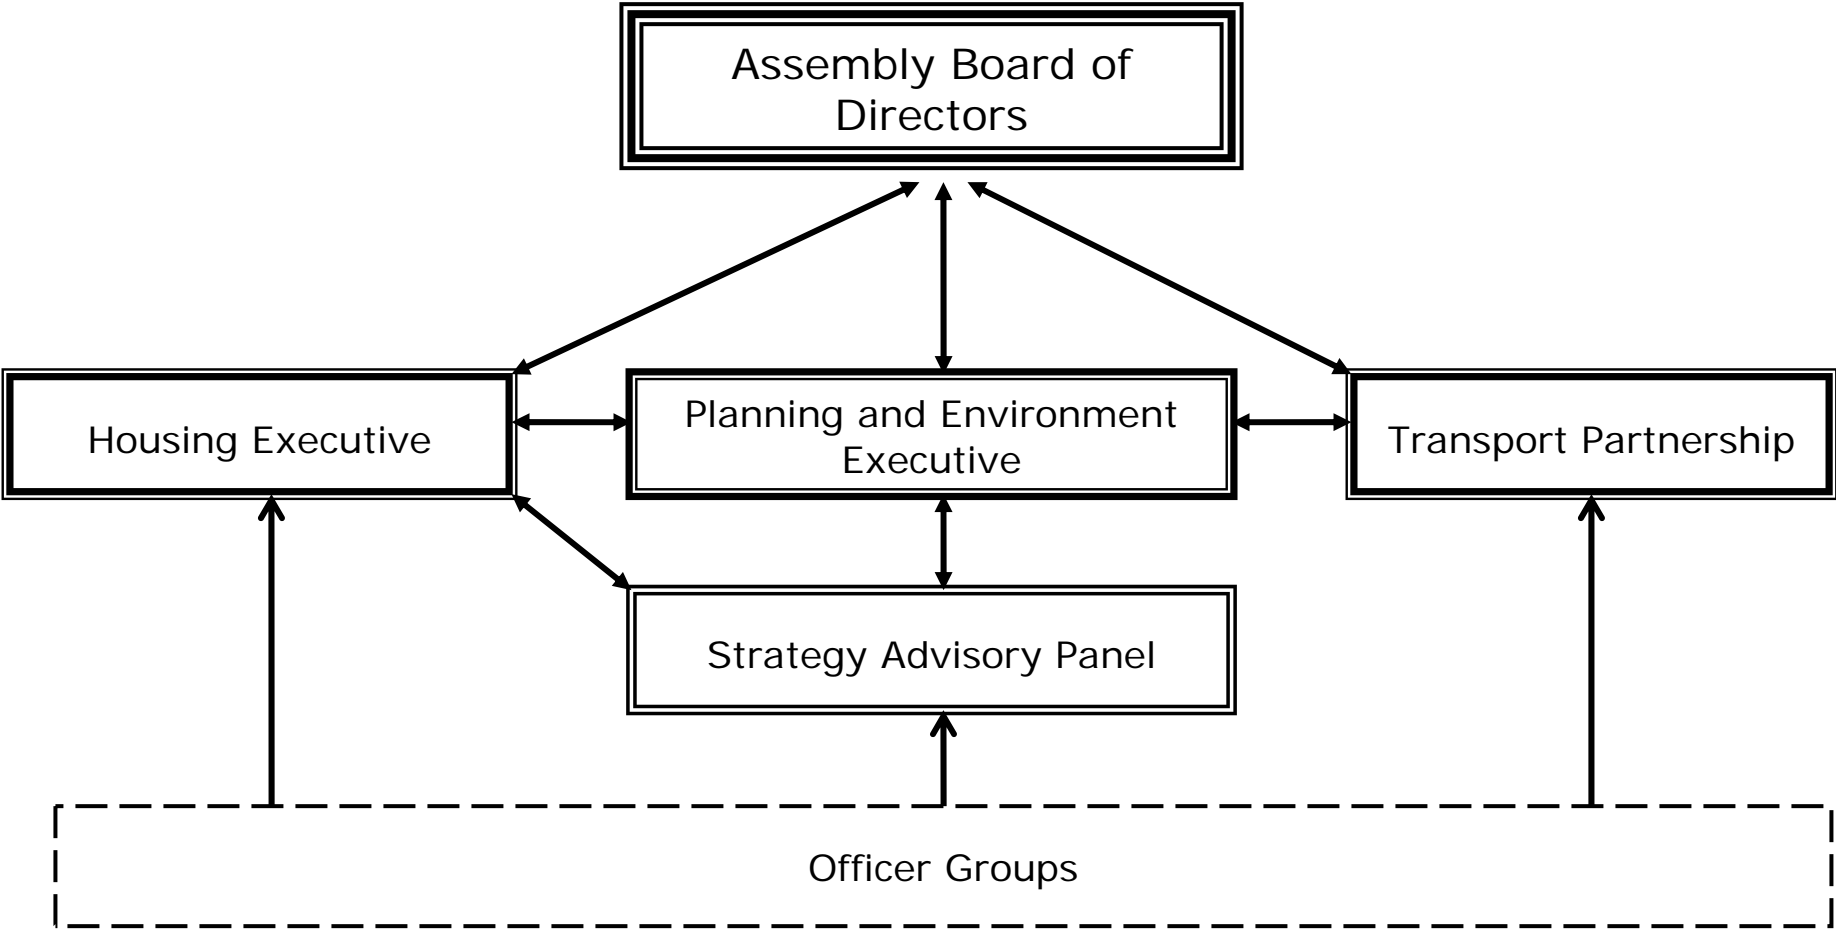 Assembly Board of
Directors
Housing Executive
Planning and Environment
Executive
Transport Partnership
Strategy Advisory Panel
Officer Groups